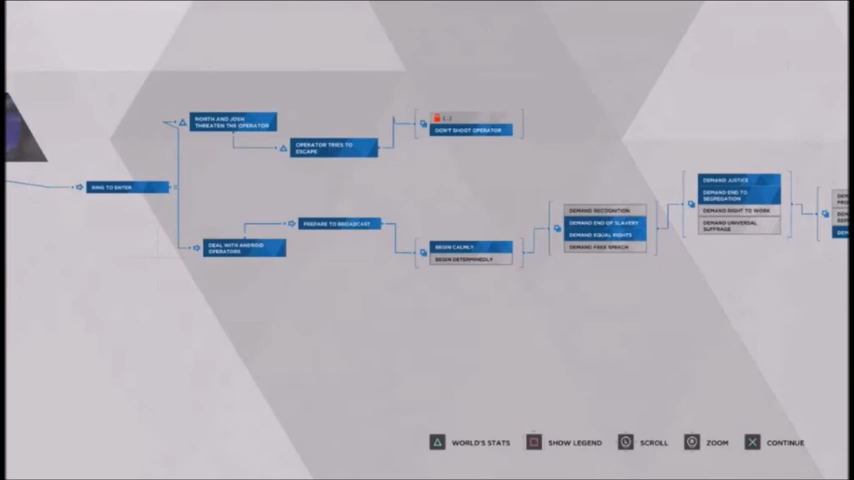 NORTH AND JOSH
THREATEN THE OPERATOR
OPERATOR TRIES TO
ESCAPE
DON'T SHOOT OPERATOR
RING TO ENTER
DEAL WITH ANDROID
OPERATORS
PREPARE TO BROADCAST
BEGIN CALMLY
BEGIN DETERMINEDLY
DEMAND RECOGNITION
DEMAND END OF SLAVERY
DEMAND EQUAL RIGHTS
DEMAND FREE SPEECH
DEMAND JUSTICE
DEMAND END TO
SEGREGATION
DEMAND RIGHT TO WORK
DEMAND UNIVERSAL
SUFFRAGE
WORLD'S STATS
SHOW LEGEND
SCROLL
ZOOM
CONTINUE